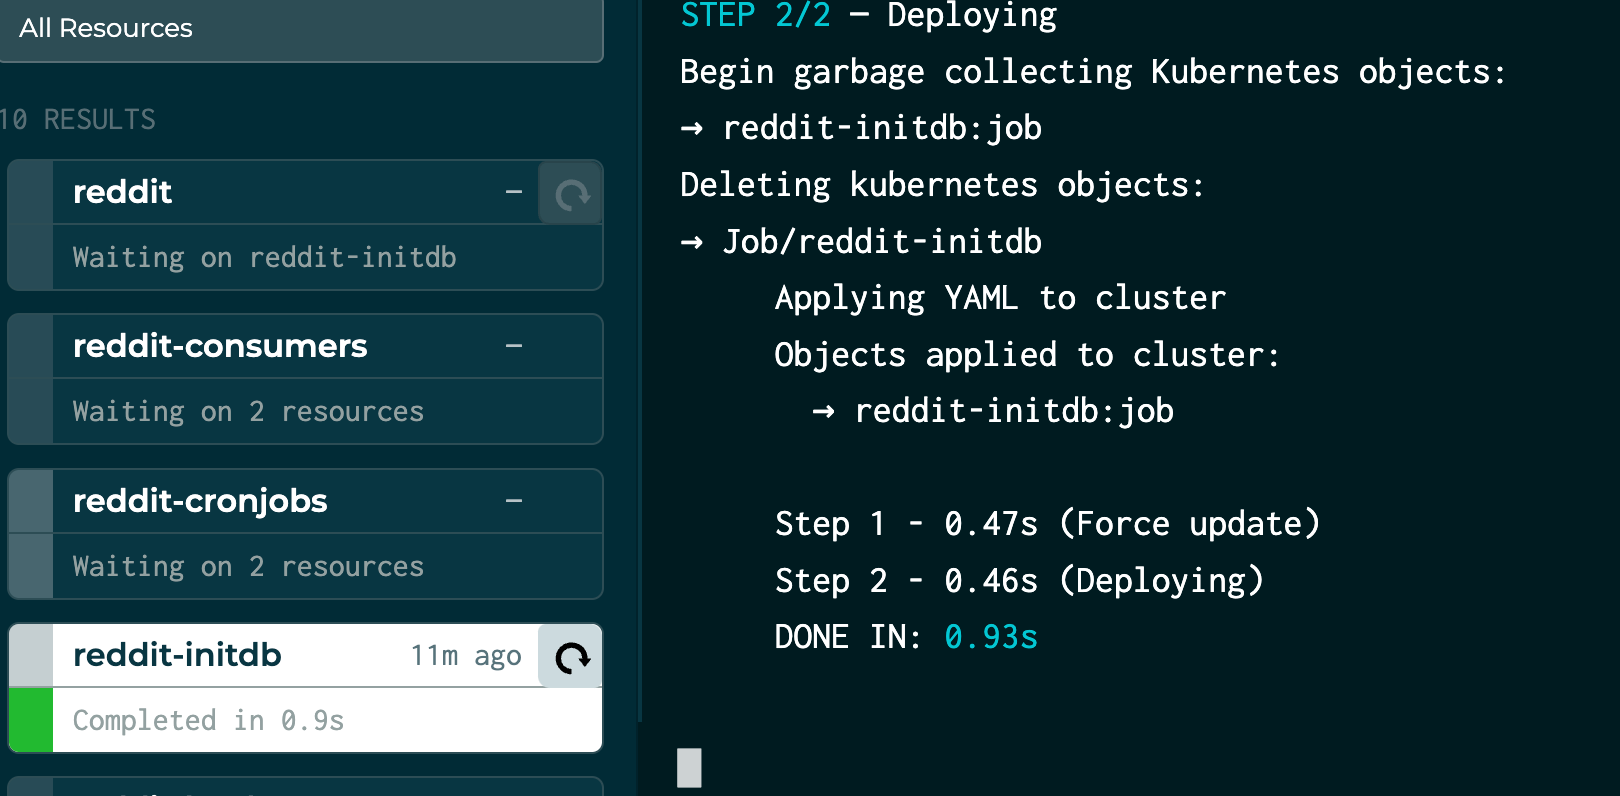 All Resources
10 RESULTS
reddit –
Waiting on reddit-initdb
reddit-consumers –
Waiting on 2 resources
reddit-cronjobs –
Waiting on 2 resources
reddit-initdb 11m ago
Completed in 0.9s
STEP 2/2 — Deploying
Begin garbage collecting Kubernetes objects:
→ reddit-initdb:job
Deleting kubernetes objects:
→ Job/reddit-initdb
Applying YAML to cluster
Objects applied to cluster:
→ reddit-initdb:job
Step 1 - 0.47s (Force update)
Step 2 - 0.46s (Deploying)
DONE IN: 0.93s